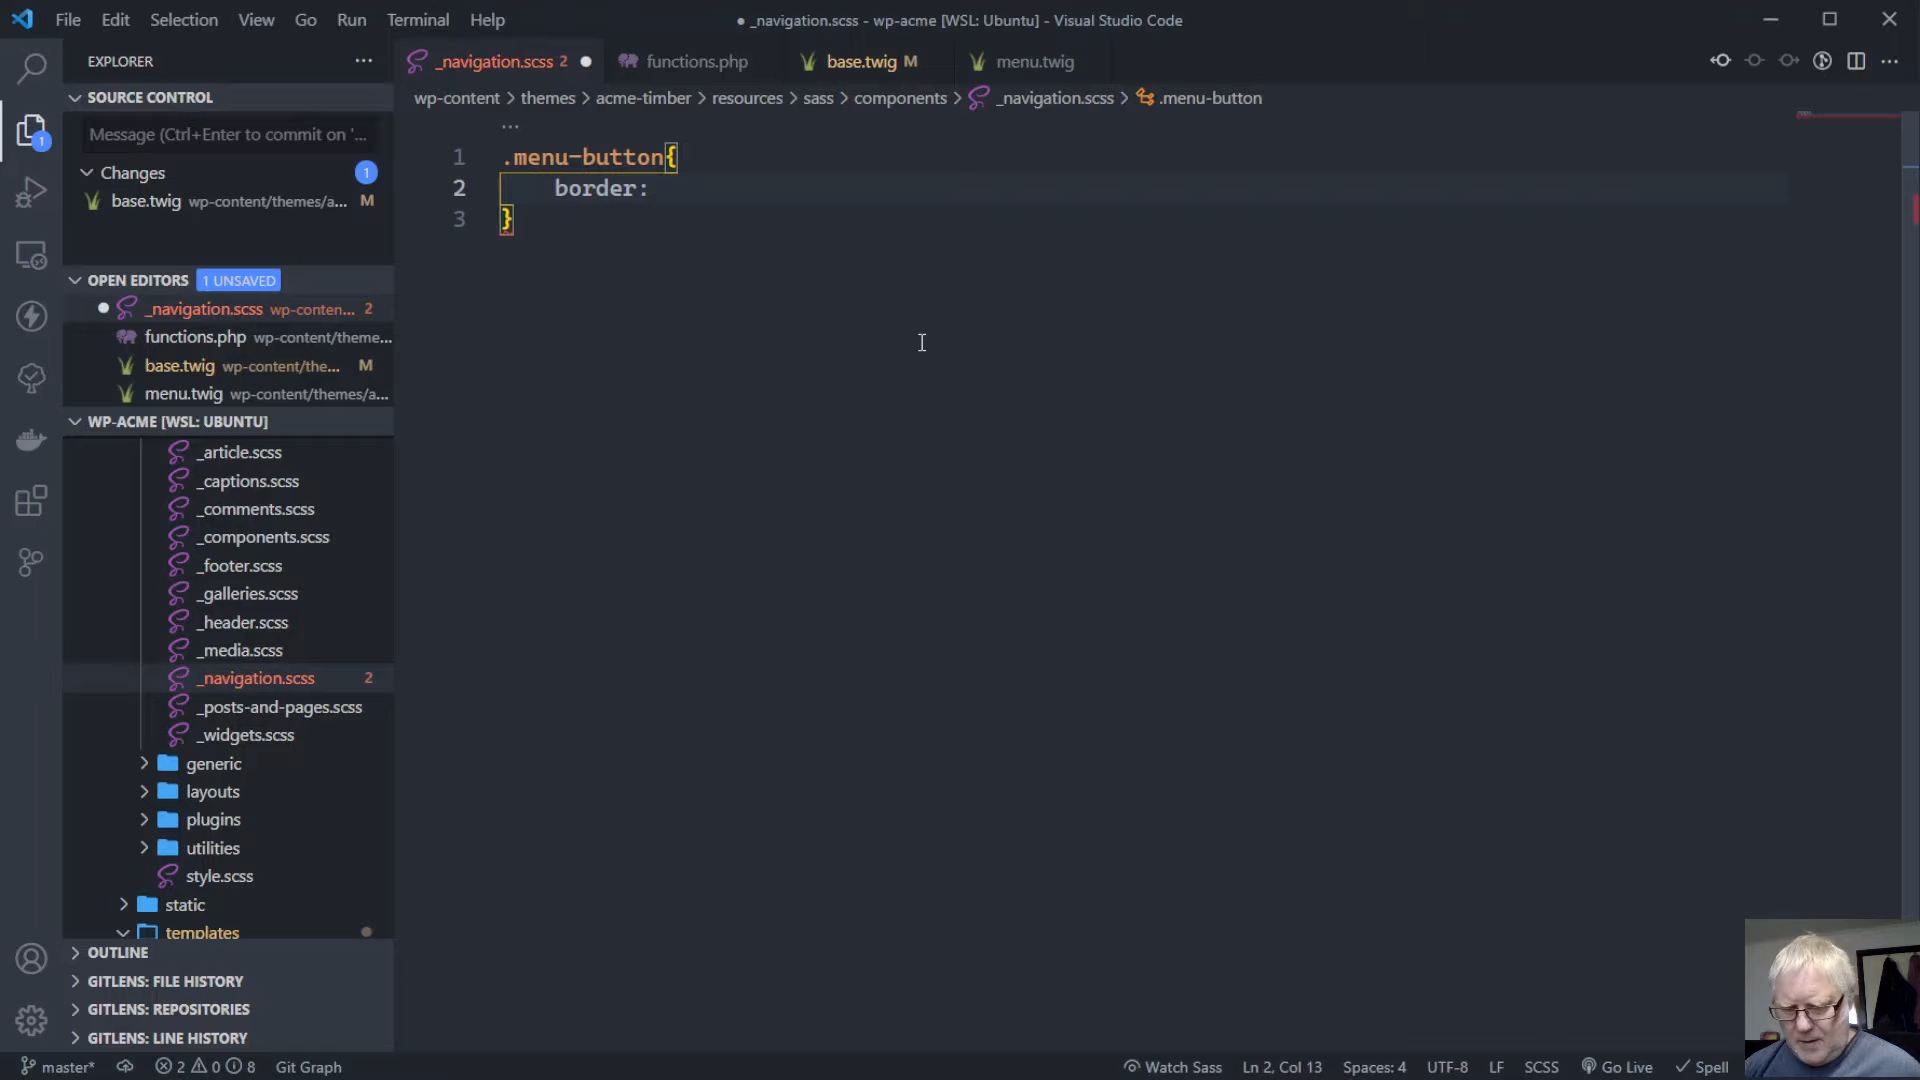 File Edit Selection View Go Run Terminal Help
● _navigation.scss - wp-acme [WSL: Ubuntu] - Visual Studio Code
EXPLORER
_navigation.scss 2
functions.php
base.twig M
menu.twig
SOURCE CONTROL
wp-content > themes > acme-timber > resources > sass > components > _navigation.scss > .menu-button
Message (Ctrl+Enter to commit on '...
Changes 1
base.twig wp-content/themes/a... M
1 .menu-button{
2 border:
3 }
1
OPEN EDITORS 1 UNSAVED
_navigation.scss wp-conten... 2
functions.php wp-content/theme...
base.twig wp-content/the... M
menu.twig wp-content/themes/a...
WP-ACME [WSL: UBUNTU]
_article.scss
_captions.scss
_comments.scss
_components.scss
_footer.scss
_galleries.scss
_header.scss
_media.scss
_navigation.scss 2
_posts-and-pages.scss
_widgets.scss
generic
layouts
plugins
utilities
style.scss
static
templates
OUTLINE
GITLENS: FILE HISTORY
GITLENS: REPOSITORIES
GITLENS: LINE HISTORY
master* 2 0 8 Git Graph
Watch Sass Ln 2, Col 13 Spaces: 4 UTF-8 LF SCSS Go Live Spell